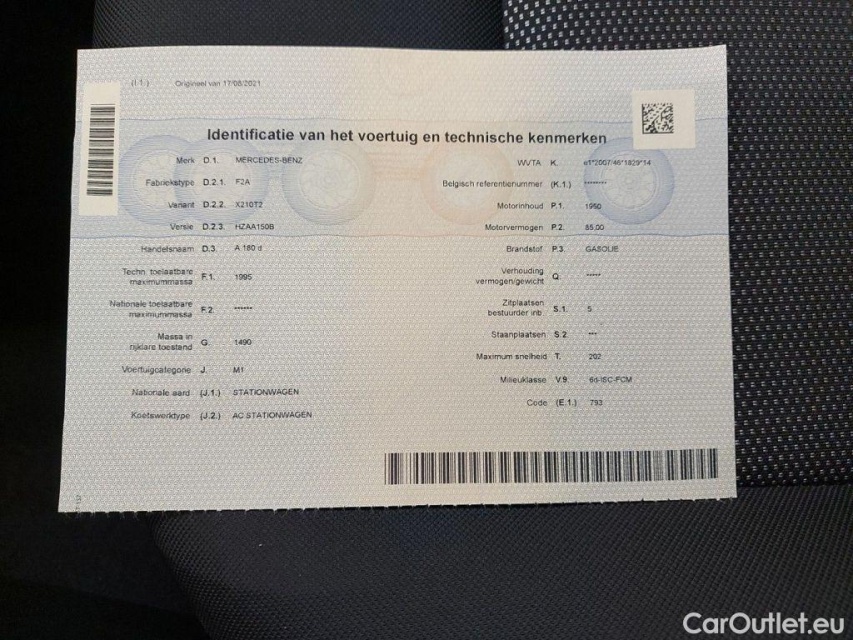 (I.1.) Origineel van 17/08/2021
Identificatie van het voertuig en technische kenmerken
Merk D.1. MERCEDES-BENZ
Fabriekstype D.2.1. F2A
Variant D.2.2. X210T2
Versie D.2.3. HZAA150B
Handelsnaam D.3. A 180 d
Techn. toelaatbare
maximummassa F.1. 1995
Nationale toelaatbare
maximummassa F.2. ******
Massa in
rijklare toestand G. 1490
Voertuigcategorie J. M1
Nationale aard (J.1.) STATIONWAGEN
Koetswerktype (J.2.) AC STATIONWAGEN
WVTA K. e1*2007/46*1829*14
Belgisch referentienummer (K.1.) ********
Motorinhoud P.1. 1950
Motorvermogen P.2. 85,00
Brandstof P.3. GASOLIE
Verhouding
vermogen/gewicht Q *****
Zitplaatsen
bestuurder inb. S.1. 5
Staanplaatsen S.2. ***
Maximum snelheid T. 202
Milieuklasse V.9. 6d-ISC-FCM
Code (E.1.) 793
CarOutlet.eu